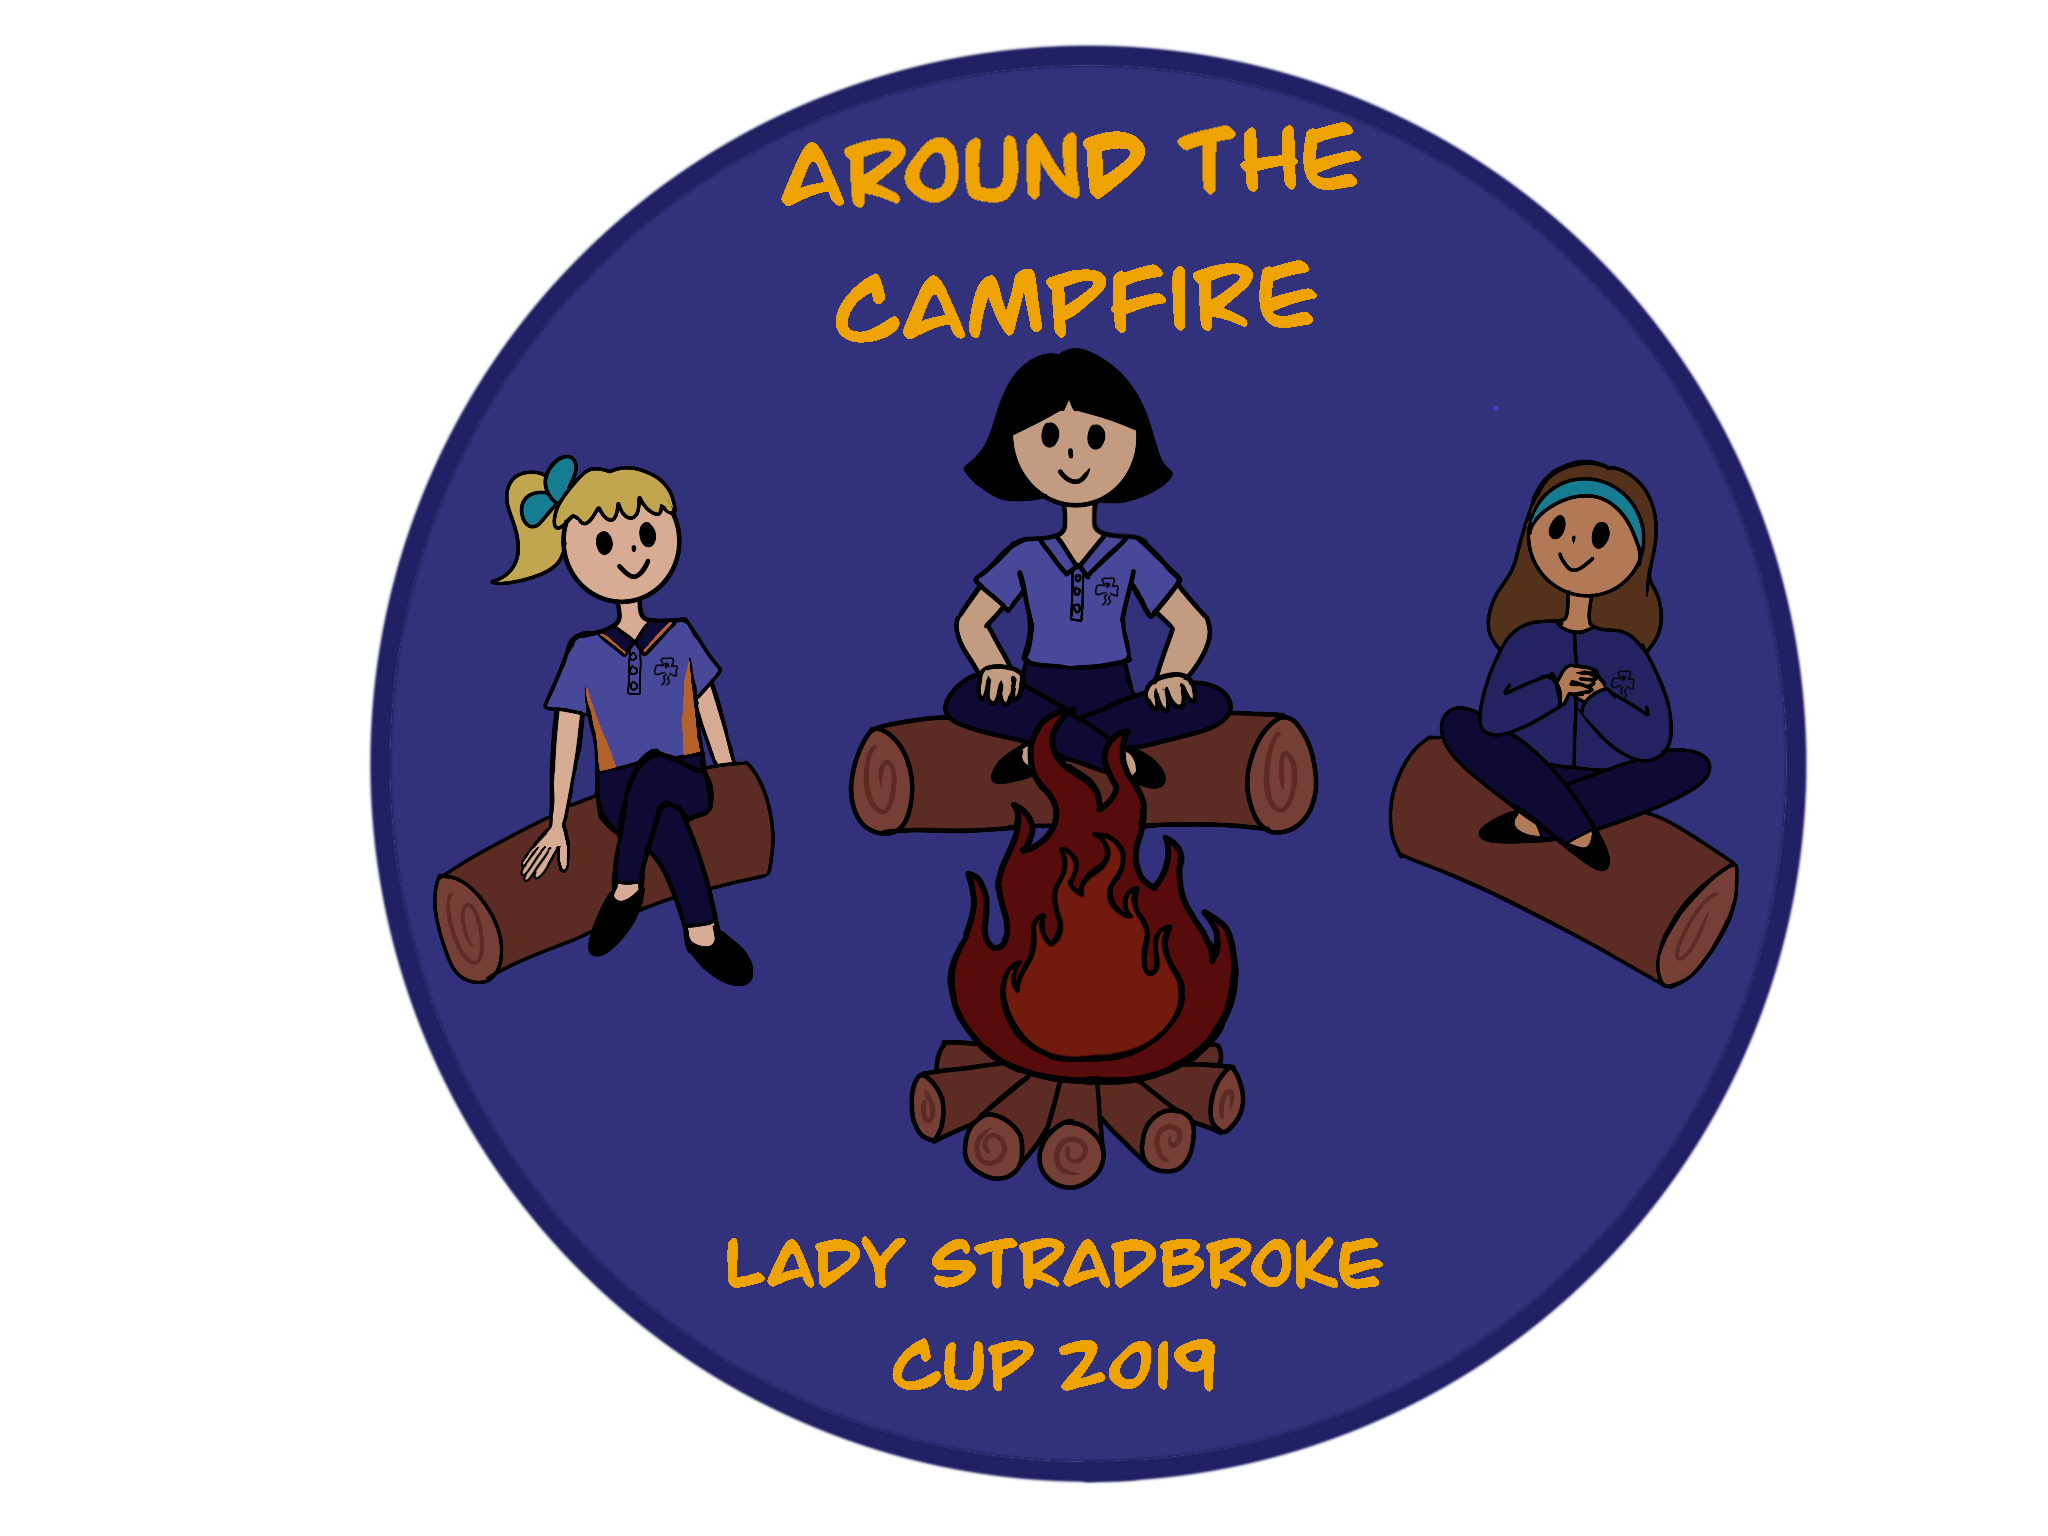 AROUND THE
CAMPFIRE
LADY STRADBROKE
CUP 2019